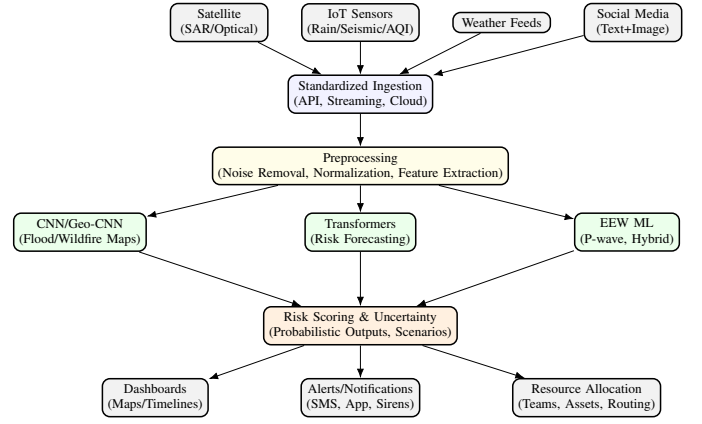 Satellite
(SAR/Optical)
IoT Sensors
(Rain/Seismic/AQI)
Weather Feeds
Social Media
(Text+Image)
Standardized Ingestion
(API, Streaming, Cloud)
Preprocessing
(Noise Removal, Normalization, Feature Extraction)
CNN/Geo-CNN
(Flood/Wildfire Maps)
Transformers
(Risk Forecasting)
EEW ML
(P-wave, Hybrid)
Risk Scoring & Uncertainty
(Probabilistic Outputs, Scenarios)
Dashboards
(Maps/Timelines)
Alerts/Notifications
(SMS, App, Sirens)
Resource Allocation
(Teams, Assets, Routing)